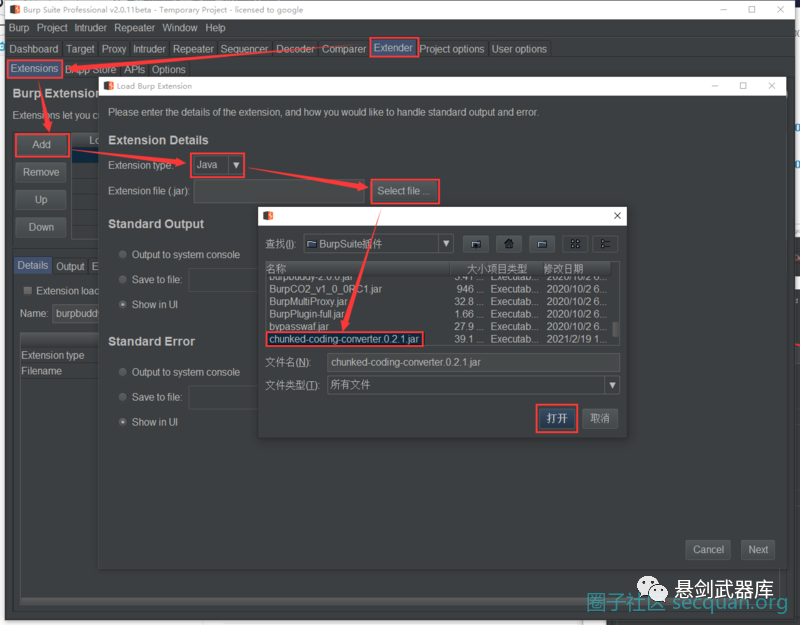 Burp Suite Professional v2.0.11beta - Temporary Project - licensed to google
Burp Project Intruder Repeater Window Help
Dashboard Target Proxy Intruder Repeater Sequencer Decoder Comparer Extender Project options User options
Extensions BApp Store APIs Options
Load Burp Extension
Burp Extension
Extensions let you c
Please enter the details of the extension, and how you would like to handle standard output and error.
Add
Remove
Up
Down
Extension Details
Extension type: Java
Extension file (.jar): Select file ...
Standard Output
Output to system console
Save to file:
Show in UI
Standard Error
Output to system console
Save to file:
Show in UI
Details Output E
Extension load
Name: burpbuddy
Extension type
Filename
查找(I): BurpSuite插件
名称 大小 项目类型 修改日期
burpbuddy-2.0.0.jar 3.41 ... Executab... 2020/10/2 6...
BurpCO2_v1_0_0RC1.jar 946 ... Executab... 2020/10/2 6...
BurpMultiProxy.jar 32.8 ... Executab... 2020/10/2 6...
BurpPlugin-full.jar 1.66 ... Executab... 2020/10/2 6...
bypasswaf.jar 27.9 ... Executab... 2020/10/2 6...
chunked-coding-converter.0.2.1.jar 39.1 ... Executab... 2021/2/19 1...
文件名(N): chunked-coding-converter.0.2.1.jar
文件类型(T): 所有文件
打开 取消
Cancel Next
悬剑武器库
圈子社区 secquan.org